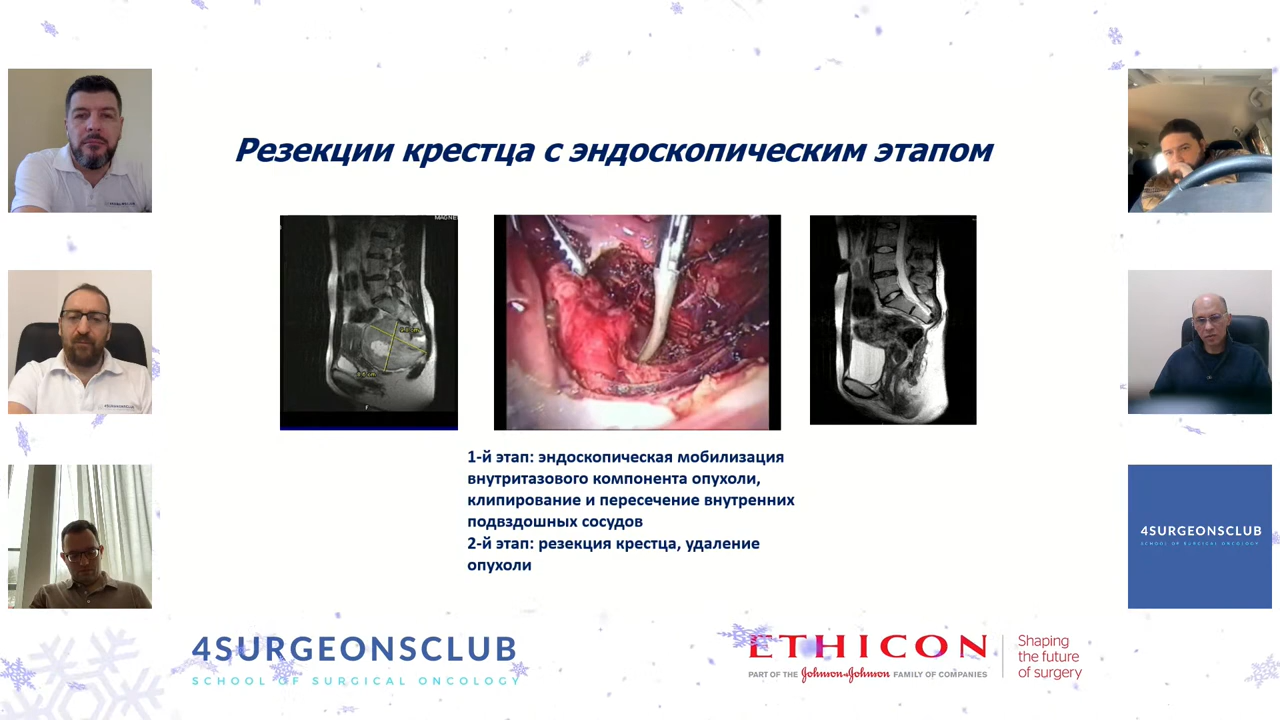 Резекции крестца с эндоскопическим этапом
MAGNE
1-й этап: эндоскопическая мобилизация
внутритазового компонента опухоли,
клипирование и пересечение внутренних
подвздошных сосудов
2-й этап: резекция крестца, удаление
опухоли
4SURGEONSCLUB
SCHOOL OF SURGICAL ONCOLOGY
4SURGEONSCLUB
SCHOOL OF SURGICAL ONCOLOGY
ETHICON
PART OF THE Johnson & Johnson FAMILY OF COMPANIES
Shaping
the future
of surgery